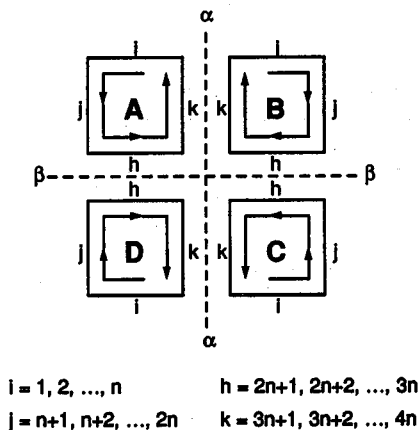 α
i i
j A k k B j
h h
β β
h h
j D k k C j
i i
α
i = 1, 2, ..., n h = 2n+1, 2n+2, ..., 3n
j = n+1, n+2, ..., 2n k = 3n+1, 3n+2, ..., 4n